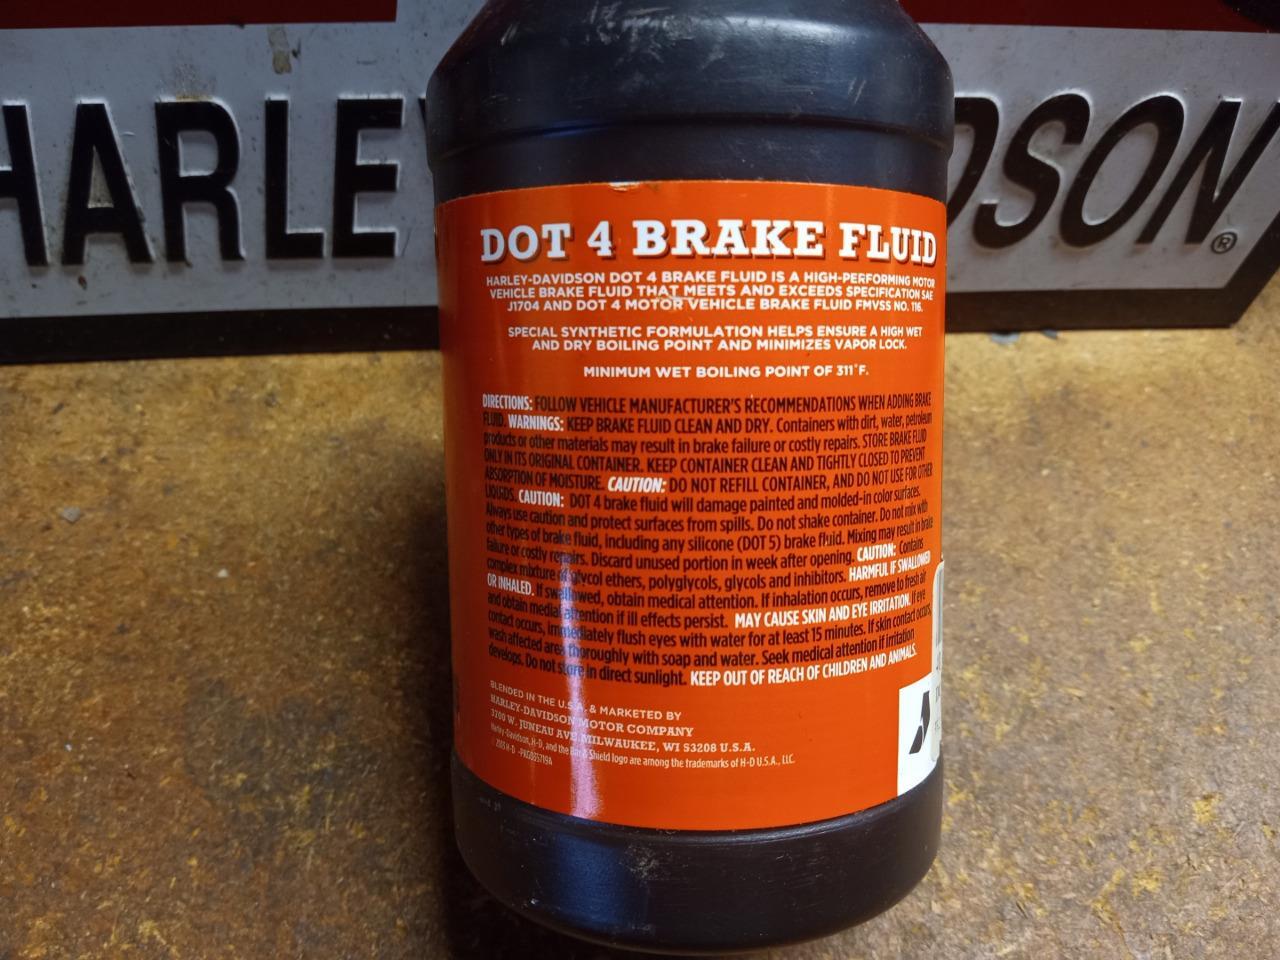 HARLE DSON®
DOT 4 BRAKE FLUID
HARLEY-DAVIDSON DOT 4 BRAKE FLUID IS A HIGH-PERFORMING MOTOR
VEHICLE BRAKE FLUID THAT MEETS AND EXCEEDS SPECIFICATION SAE
J1704 AND DOT 4 MOTOR VEHICLE BRAKE FLUID FMVSS NO. 116.
SPECIAL SYNTHETIC FORMULATION HELPS ENSURE A HIGH WET
AND DRY BOILING POINT AND MINIMIZES VAPOR LOCK.
MINIMUM WET BOILING POINT OF 311°F.
DIRECTIONS: FOLLOW VEHICLE MANUFACTURER'S RECOMMENDATIONS WHEN ADDING BRAKE
FLUID. WARNINGS: KEEP BRAKE FLUID CLEAN AND DRY. Containers with dirt, water, petroleum
products or other materials may result in brake failure or costly repairs. STORE BRAKE FLUID
ONLY IN ITS ORIGINAL CONTAINER. KEEP CONTAINER CLEAN AND TIGHTLY CLOSED TO PREVENT
ABSORPTION OF MOISTURE. CAUTION: DO NOT REFILL CONTAINER, AND DO NOT USE FOR OTHER
LIQUIDS. CAUTION: DOT 4 brake fluid will damage painted and molded-in color surfaces.
Always use caution and protect surfaces from spills. Do not shake container. Do not mix with
other types of brake fluid, including any silicone (DOT 5) brake fluid. Mixing may result in brake
failure or costly repairs. Discard unused portion in week after opening. CAUTION: Contains
complex mixture of glycol ethers, polyglycols, glycols and inhibitors. HARMFUL IF SWALLOWED
OR INHALED. If swallowed, obtain medical attention. If inhalation occurs, remove to fresh air
and obtain medial attention if ill effects persist. MAY CAUSE SKIN AND EYE IRRITATION. If eye
contact occurs, immediately flush eyes with water for at least 15 minutes. If skin contact occurs,
wash affected area thoroughly with soap and water. Seek medical attention if irritation
develops. Do not store in direct sunlight. KEEP OUT OF REACH OF CHILDREN AND ANIMALS.
BLENDED IN THE U.S.A. & MARKETED BY
HARLEY-DAVIDSON MOTOR COMPANY
3700 W. JUNEAU AVE. MILWAUKEE, WI 53208 U.S.A.
Harley-Davidson, H-D, and the Bar & Shield logo are among the trademarks of H-D U.S.A., LLC.
H-D